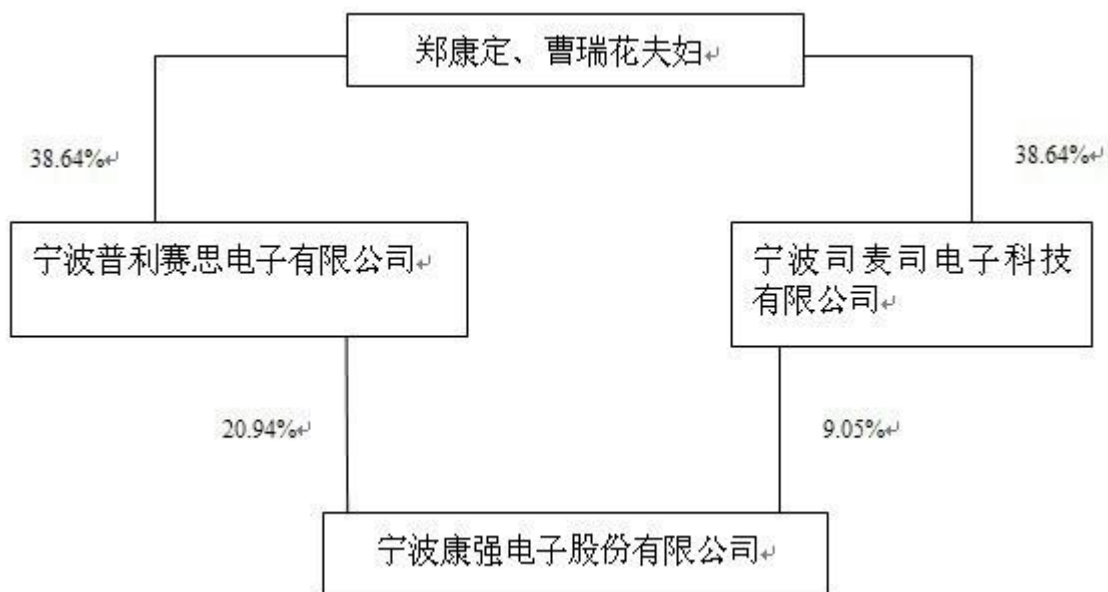 郑康定、曹瑞花夫妇↵
38.64%↵
38.64%↵
宁波普利赛思电子有限公司↵
宁波司麦司电子科技
有限公司↵
20.94%↵
9.05%↵
宁波康强电子股份有限公司↵